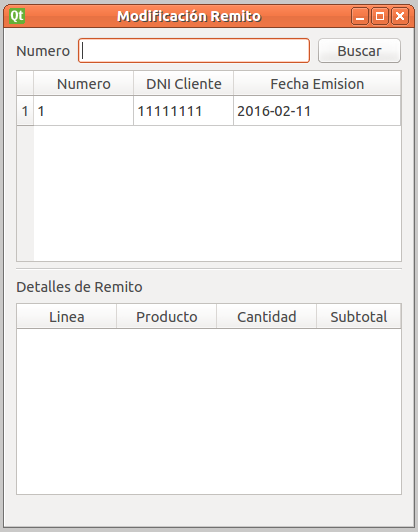 Qt Modificación Remito
Numero Buscar
Numero DNI Cliente Fecha Emision
1 1 11111111 2016-02-11
Detalles de Remito
Linea Producto Cantidad Subtotal